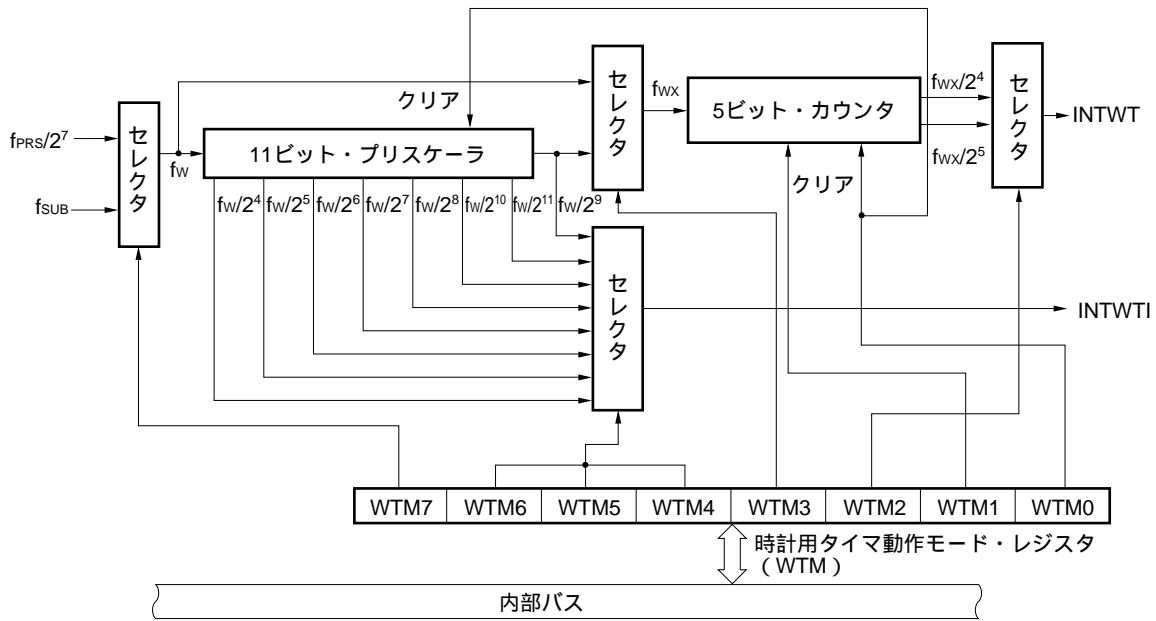 クリア
セレクタ
セレクタ
セレクタ
fPRS/2⁷
fSUB
fW
11ビット・プリスケーラ
fWX
5ビット・カウンタ
fWX/2⁴
fWX/2⁵
INTWT
クリア
fW/2⁴
fW/2⁵
fW/2⁶
fW/2⁷
fW/2⁸
fW/2¹⁰
fW/2¹¹
fW/2⁹
セレクタ
INTWTI
WTM7
WTM6
WTM5
WTM4
WTM3
WTM2
WTM1
WTM0
時計用タイマ動作モード・レジスタ
（WTM）
内部バス